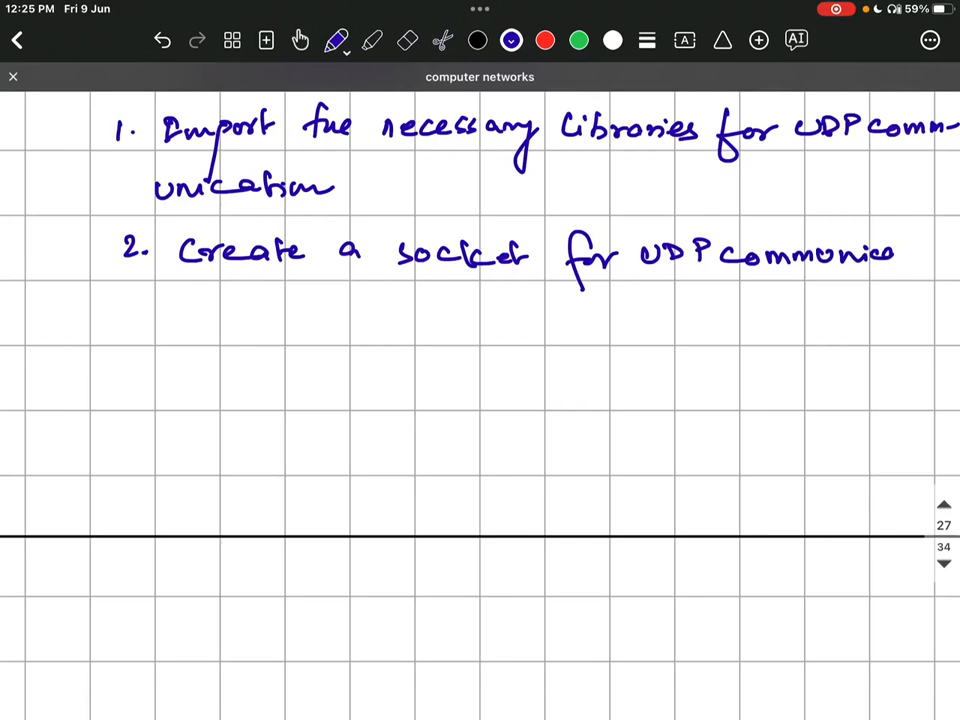 12:25 PM Fri 9 Jun
59%
A
AI
computer networks
1. Import the necessary libraries for UDP comm-
unication
2. Create a socket for UDP communica
27
34